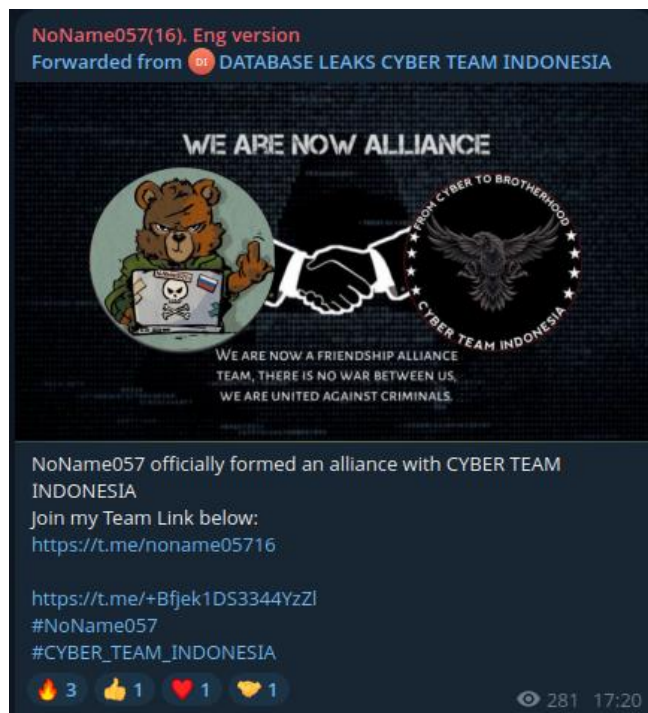 NoName057(16). Eng version
Forwarded from DI DATABASE LEAKS CYBER TEAM INDONESIA
WE ARE NOW ALLIANCE
FROM CYBER TO BROTHERHOOD
CYBER TEAM INDONESIA
WE ARE NOW A FRIENDSHIP ALLIANCE
TEAM, THERE IS NO WAR BETWEEN US,
WE ARE UNITED AGAINST CRIMINALS.
NoName057 officially formed an alliance with CYBER TEAM
INDONESIA
Join my Team Link below:
https://t.me/noname05716
https://t.me/+Bfjek1DS3344YzZl
#NoName057
#CYBER_TEAM_INDONESIA
🔥 3 👍 1 ❤️ 1 🤝 1
281 17:20